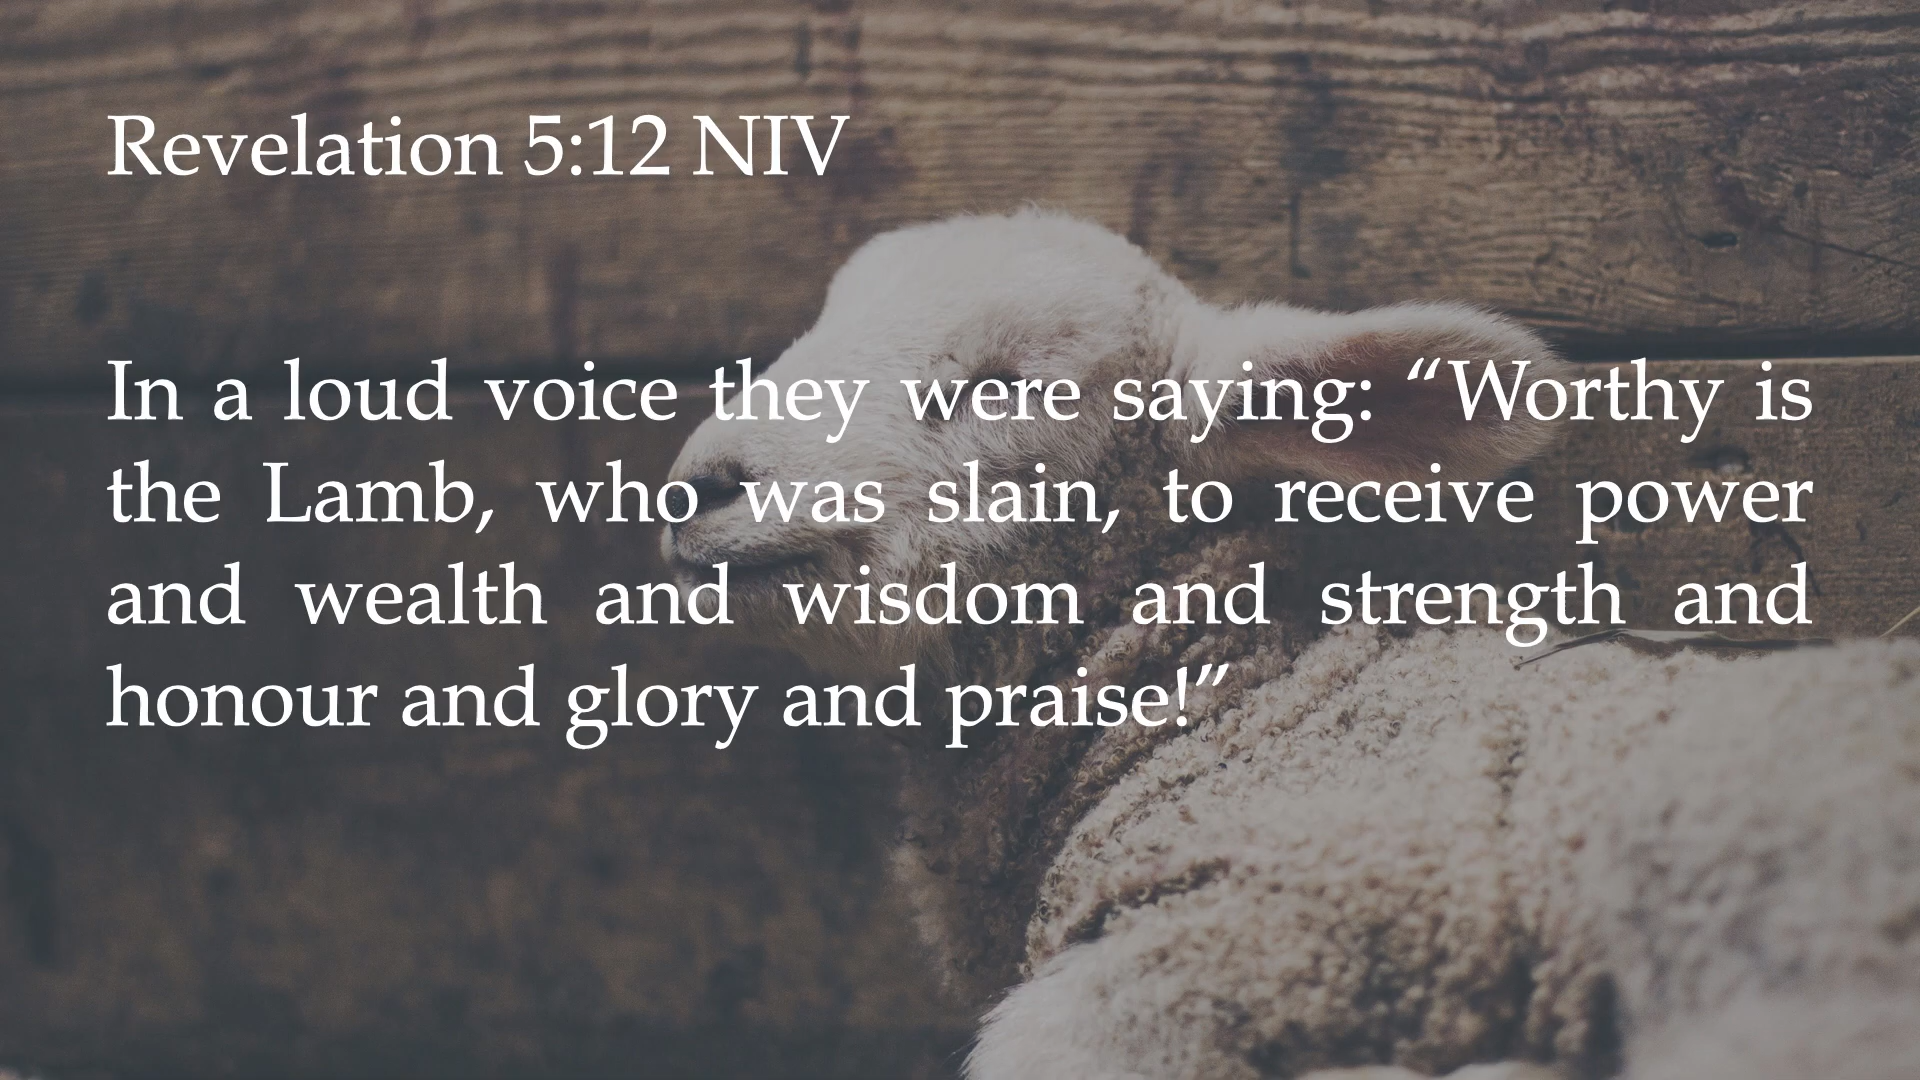 Revelation 5:12 NIV
In a loud voice they were saying: “Worthy is
the Lamb, who was slain, to receive power
and wealth and wisdom and strength and
honour and glory and praise!”